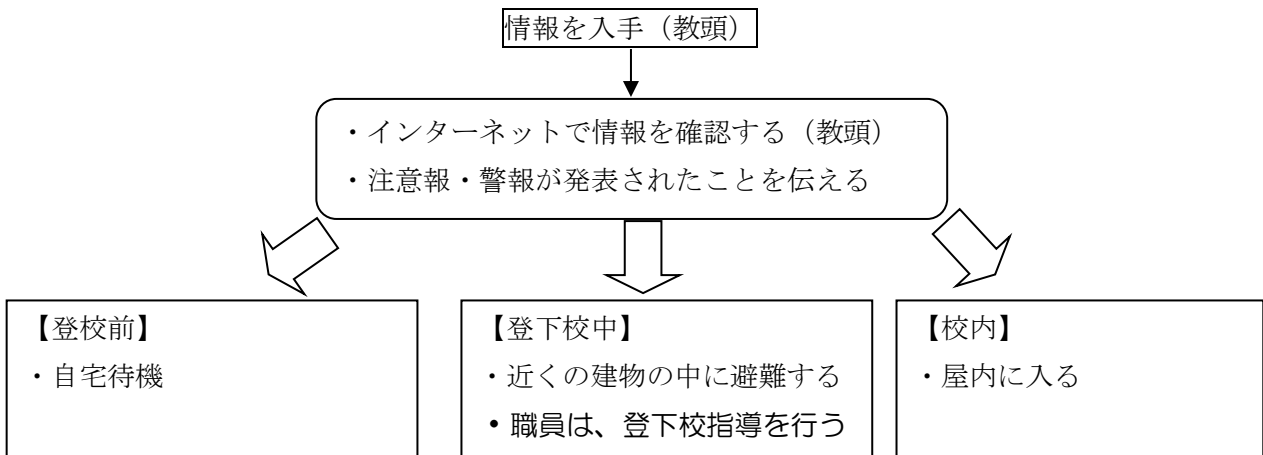 情報を入手（教頭）
・インターネットで情報を確認する（教頭）
・注意報・警報が発表されたことを伝える
【登校前】
・自宅待機
【登下校中】
・近くの建物の中に避難する
・職員は、登下校指導を行う
【校内】
・屋内に入る